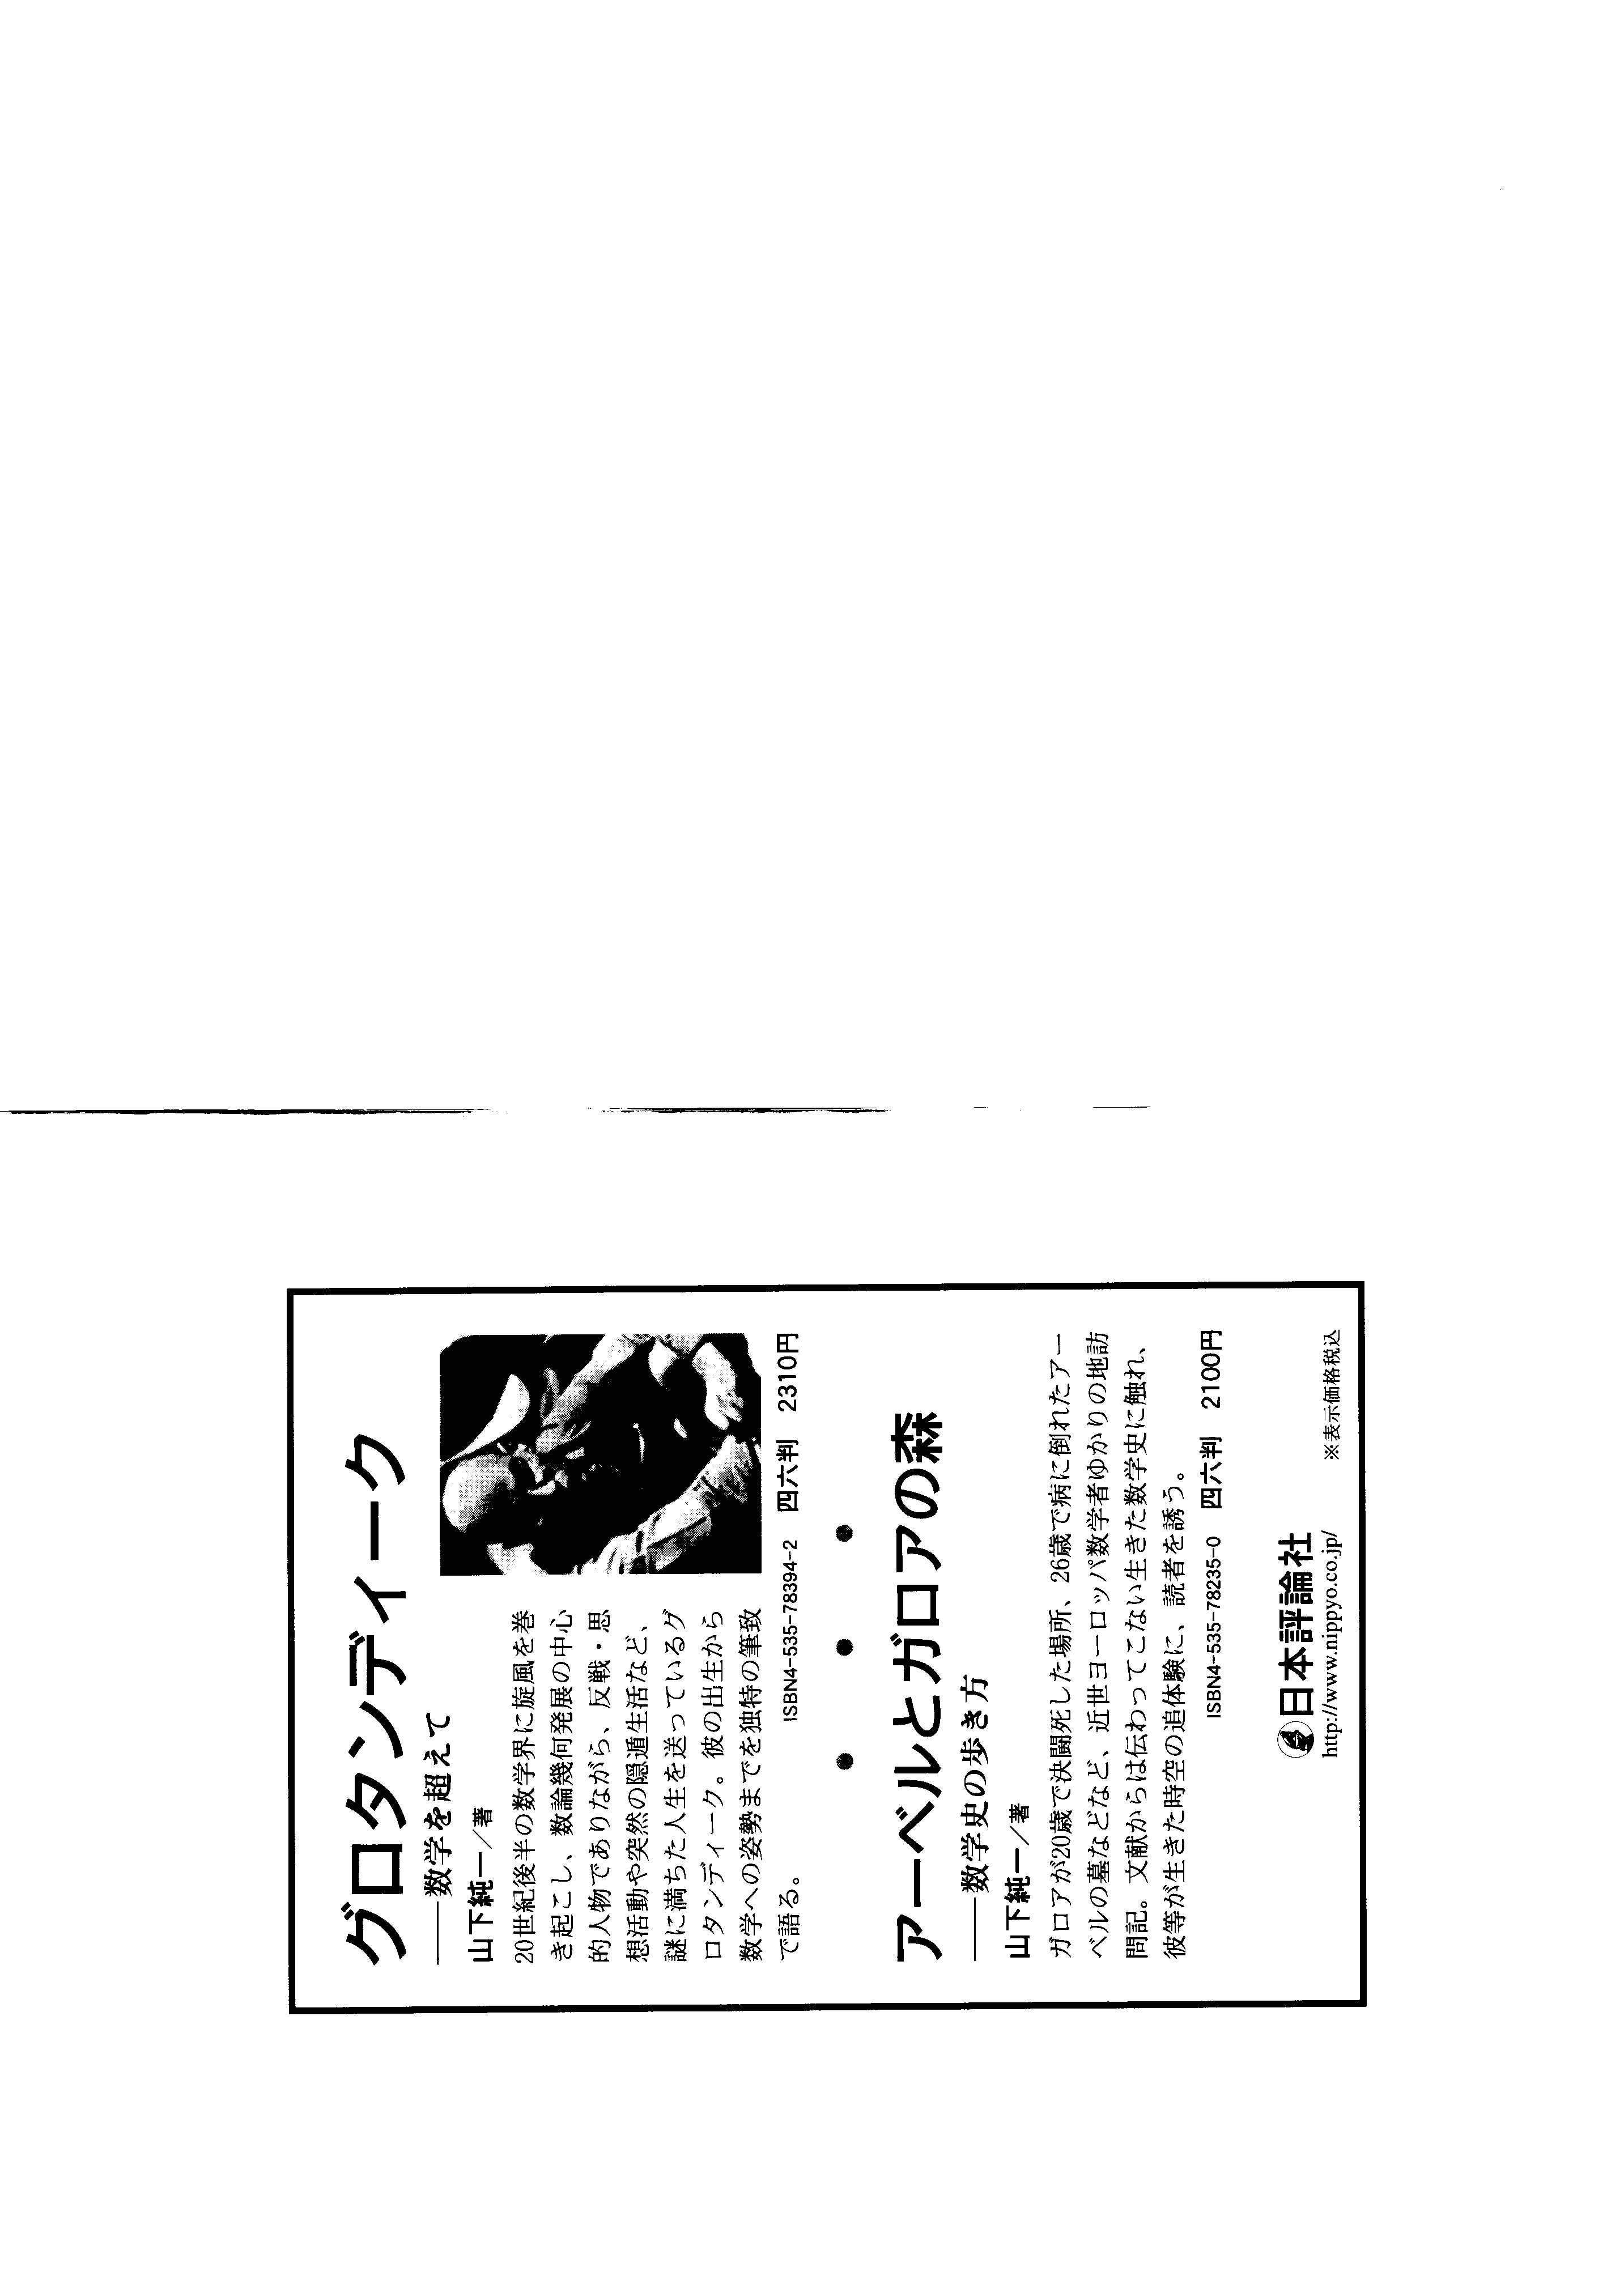 グロタンディーク
――数学を超えて
山下純一／著
20世紀後半の数学界に旋風を巻
き起こし、数論幾何発展の中心
的人物でありながら、反戦・思
想活動や突然の隠遁生活など、
謎に満ちた人生を送っているグ
ロタンディーク。彼の出生から
数学への姿勢までを独特の筆致
で語る。
ISBN4-535-78394-2 四六判 2310円
アーベルとガロアの森
――数学史の歩き方
山下純一／著
ガロアが20歳で決闘死した場所、26歳で病に倒れたアー
ベルの墓などなど、近世ヨーロッパ数学者ゆかりの地訪
問記。文献からは伝わってこない生きた数学史に触れ、
彼等が生きた時空の追体験に、読者を誘う。
ISBN4-535-78235-0 四六判 2100円
日本評論社
http://www.nippyo.co.jp/ ※表示価格税込